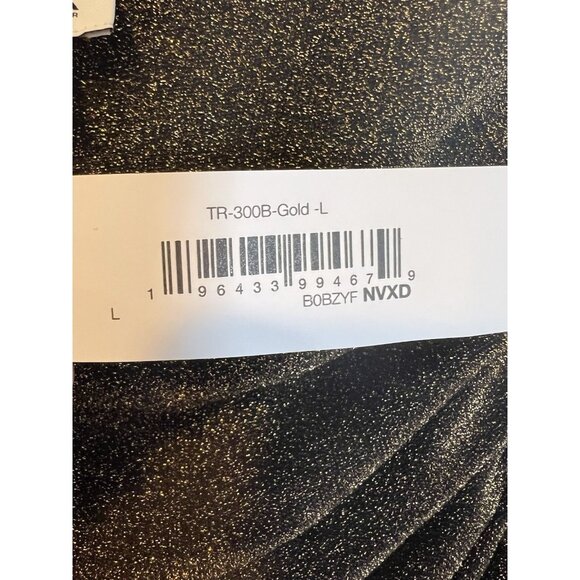 TR-300B-Gold -L
1 96433 99467 9
B0BZYF NVXD
L